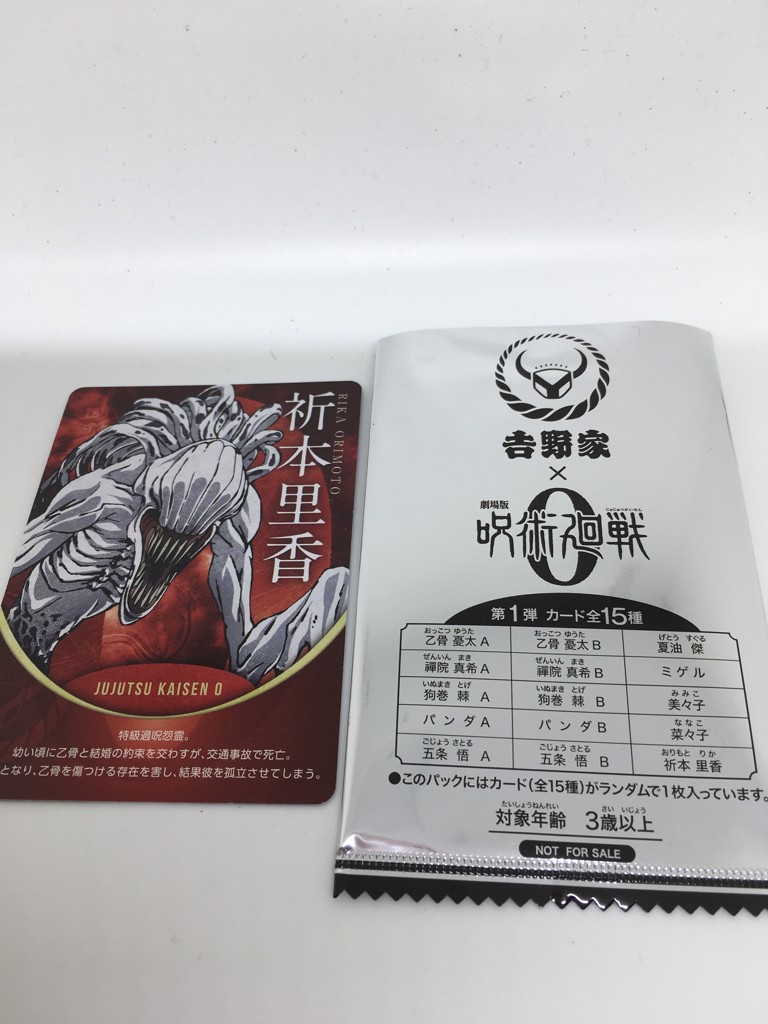 祈本里香
RIKA ORIMOTO
JUJUTSU KAISEN 0
特級過呪怨霊。
幼い頃に乙骨と結婚の約束を交わすが、交通事故で死亡。
となり、乙骨を傷つける存在を害し、結果彼を孤立させてしまう。
吉野家
×
劇場版
じゅじゅつかいせん
呪術廻戦
0
第1弾 カード全15種
おっこつ ゆうた おっこつ ゆうた げとう すぐる
乙骨 憂太 A 乙骨 憂太 B 夏油 傑
ぜんいん まき ぜんいん まき
禪院 真希 A 禪院 真希 B ミゲル
いぬまき とげ いぬまき とげ みみこ
狗巻 棘 A 狗巻 棘 B 美々子
ななこ
パンダ A パンダ B 菜々子
ごじょう さとる ごじょう さとる おりもと りか
五条 悟 A 五条 悟 B 祈本 里香
●このパックにはカード(全15種)がランダムで1枚入っています。
たいしょうねんれい さい いじょう
対象年齢 3歳以上
NOT FOR SALE